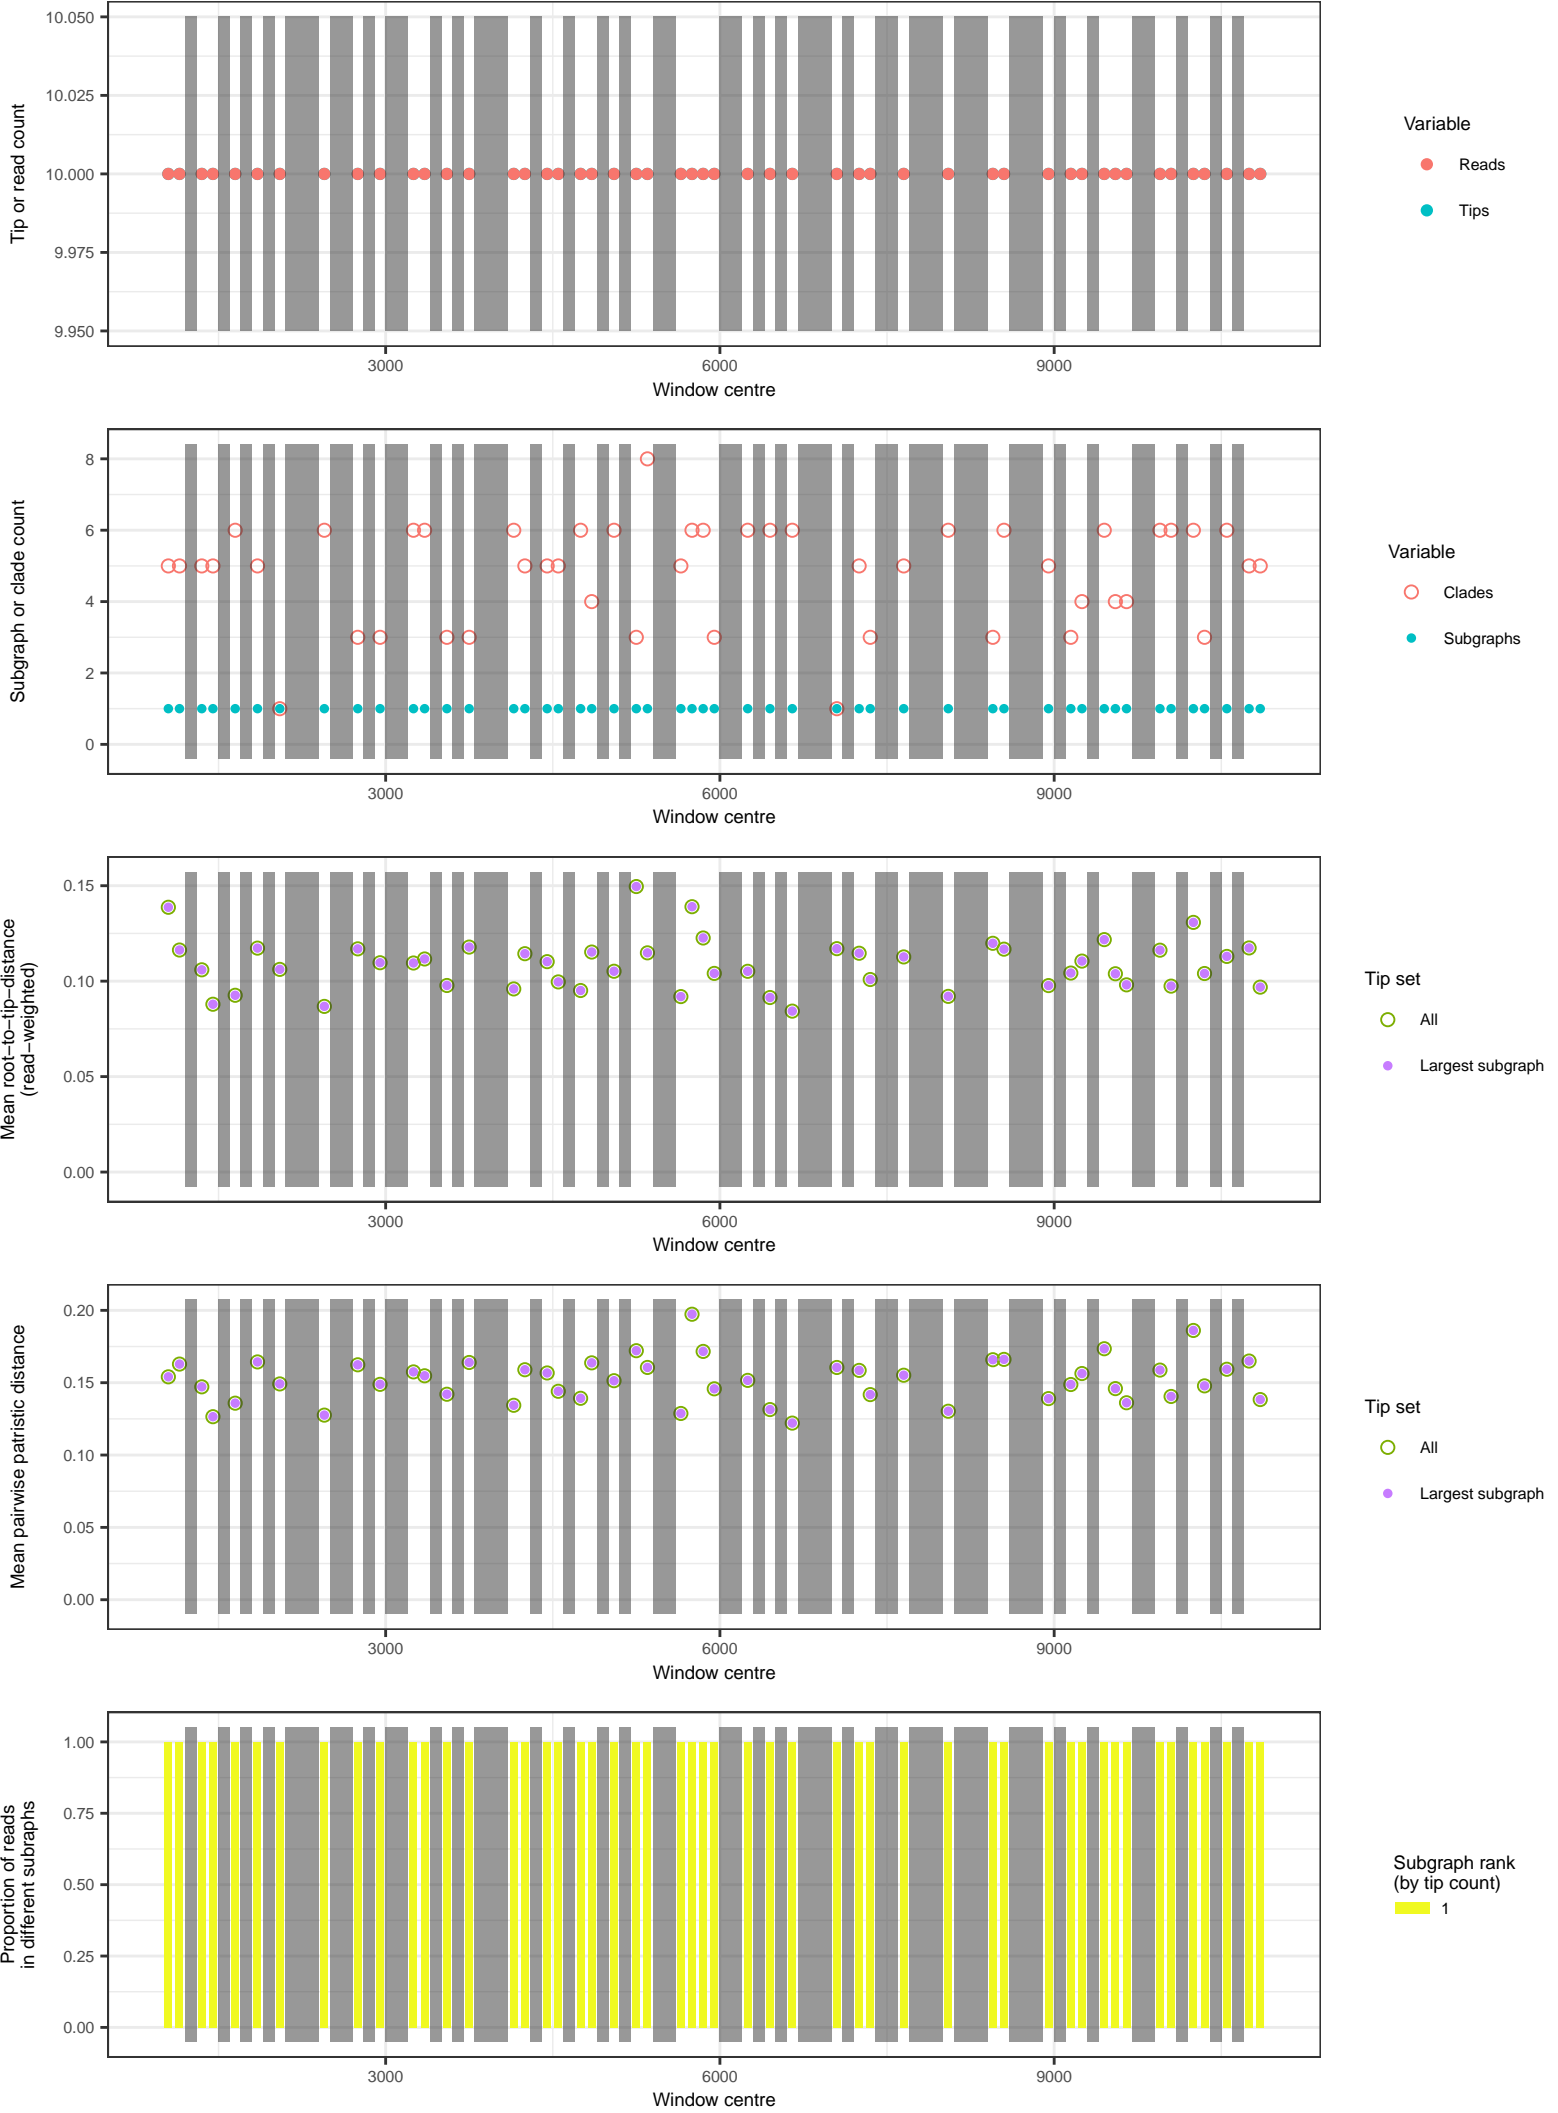 10.050
10.025
10.000
9.975
9.950
Tip or read count
3000
6000
9000
Window centre
Variable
Reads
Tips
8
6
4
2
0
Subgraph or clade count
3000
6000
9000
Window centre
Variable
Clades
Subgraphs
0.15
0.10
0.05
0.00
Mean root−to−tip−distance
(read−weighted)
3000
6000
9000
Window centre
Tip set
All
Largest subgraph
0.20
0.15
0.10
0.05
0.00
Mean pairwise patristic distance
3000
6000
9000
Window centre
Tip set
All
Largest subgraph
1.00
0.75
0.50
0.25
0.00
Proportion of reads
in different subraphs
3000
6000
9000
Window centre
Subgraph rank
(by tip count)
1